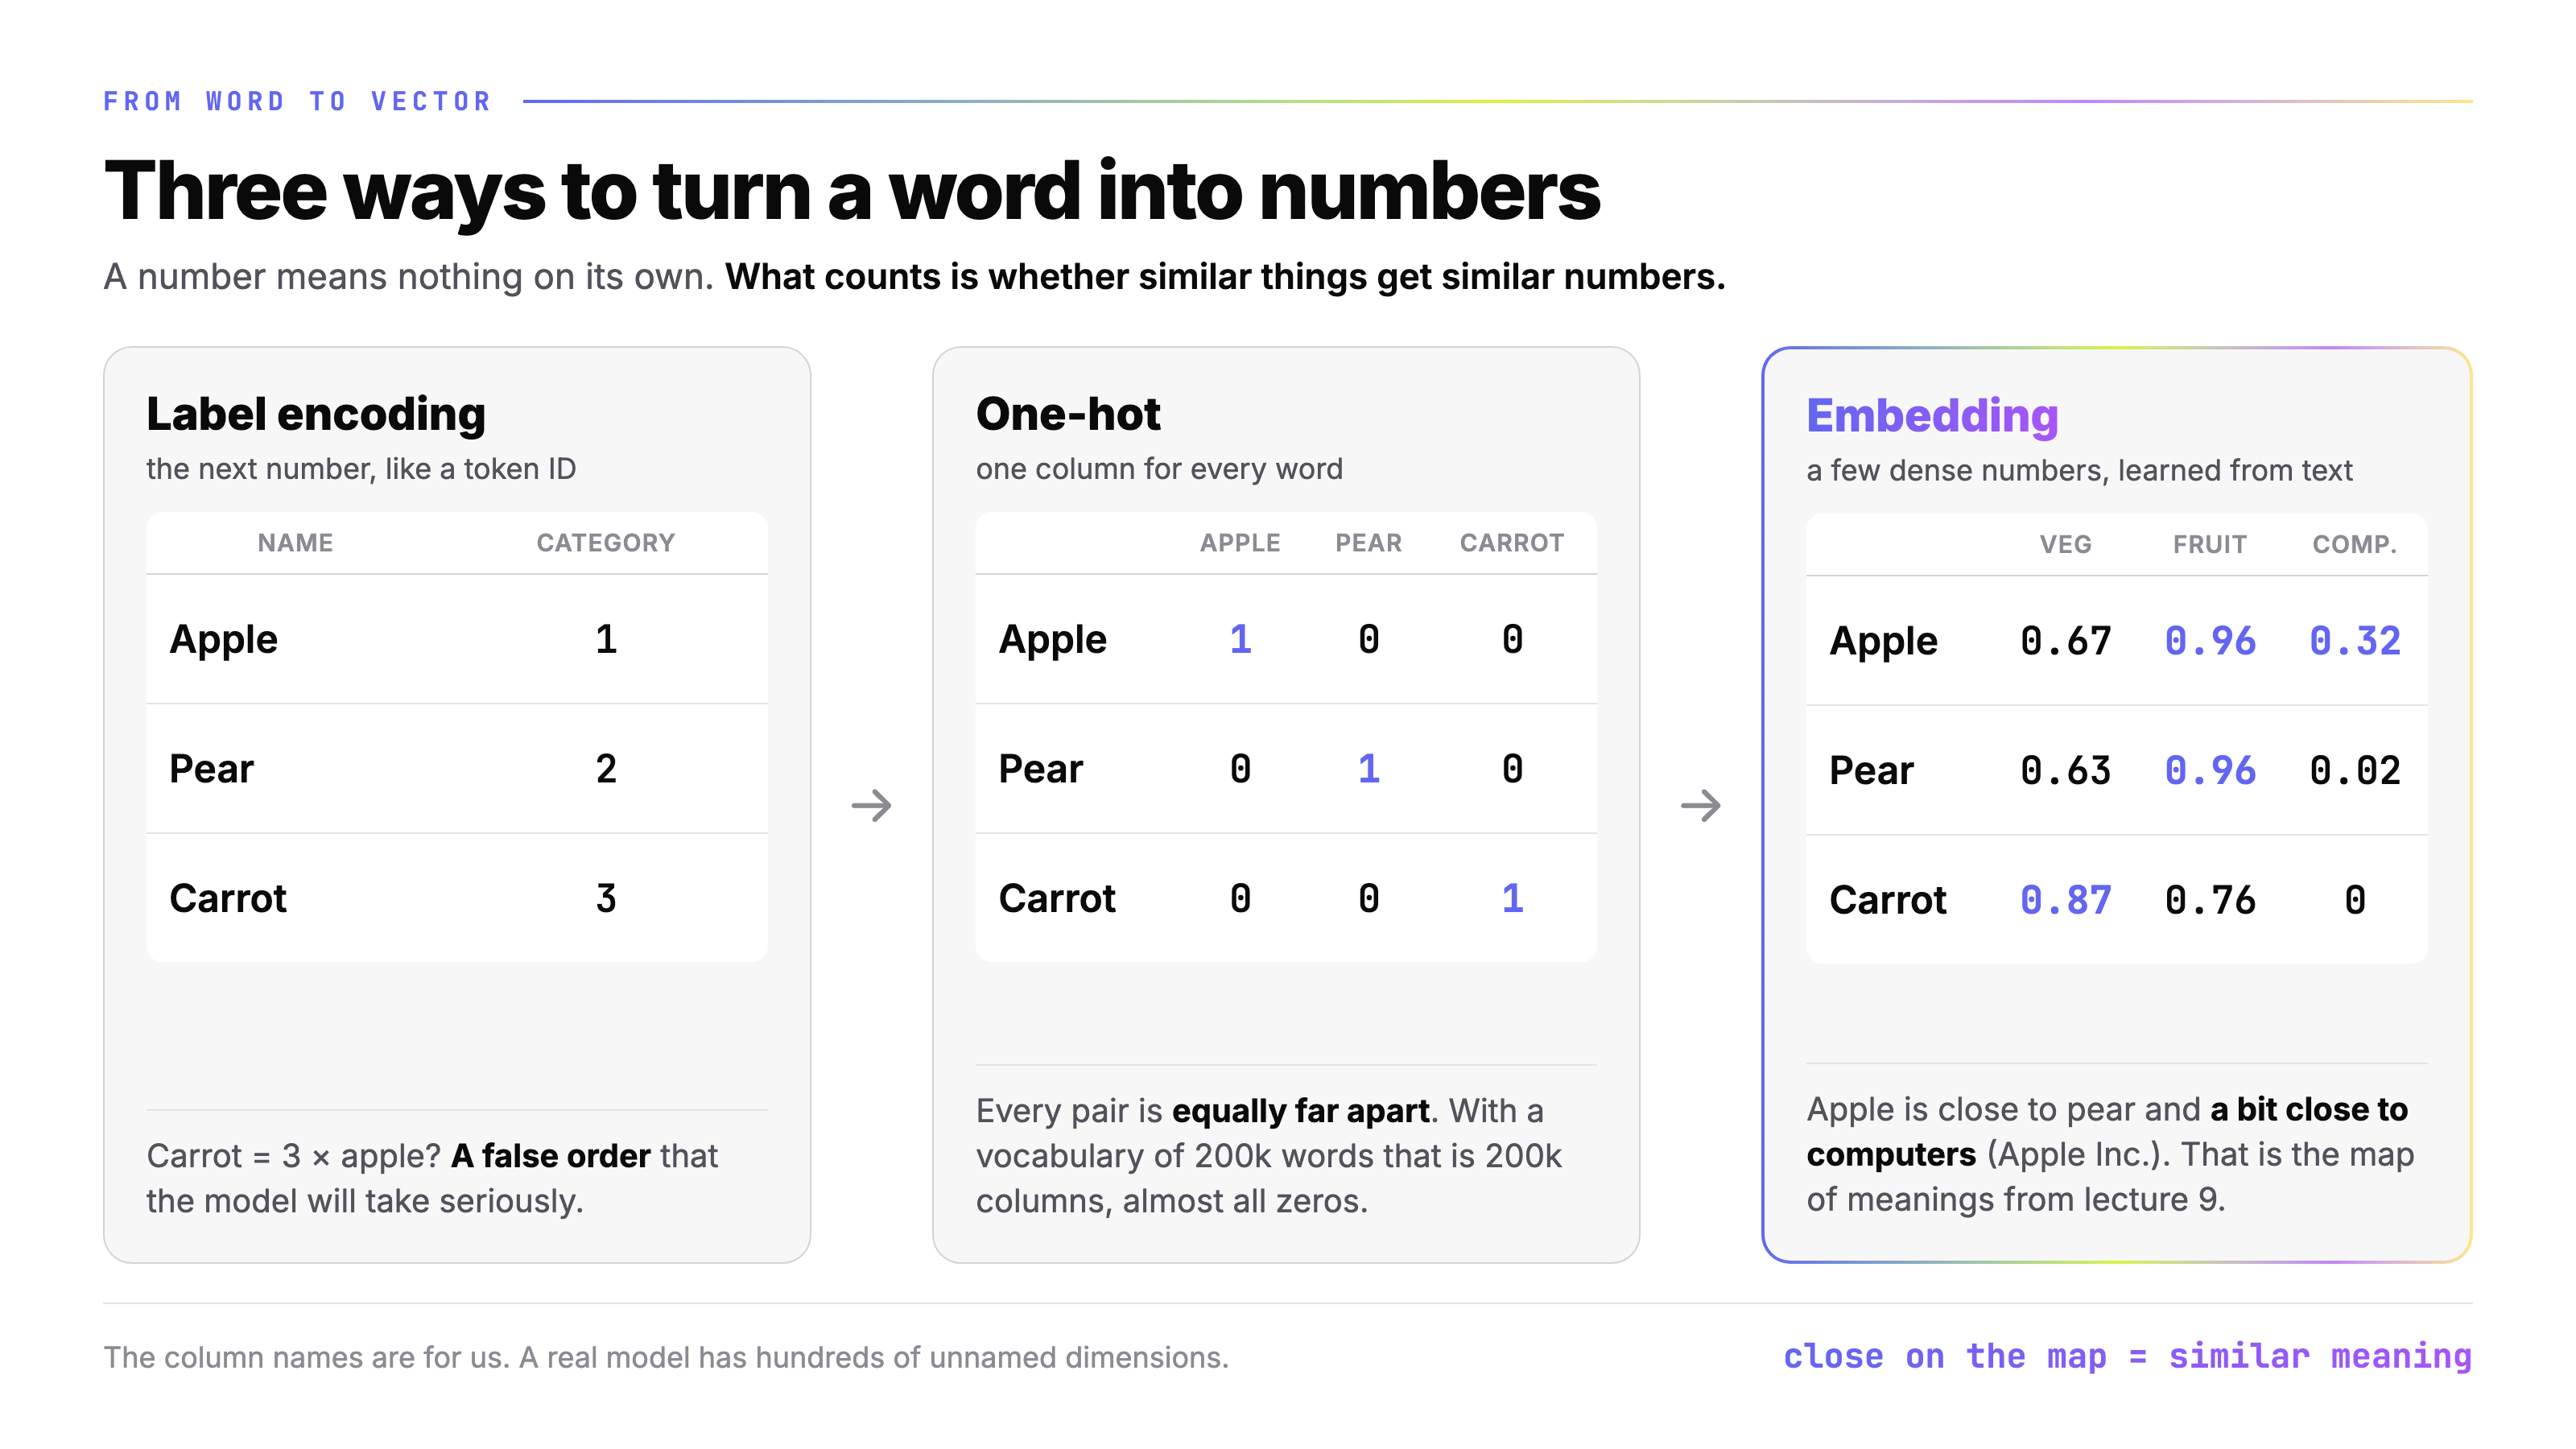 FROM WORD TO VECTOR
Three ways to turn a word into numbers
A number means nothing on its own. What counts is whether similar things get similar numbers.
Label encoding
the next number, like a token ID
NAME CATEGORY
Apple 1
Pear 2
Carrot 3
Carrot = 3 × apple? A false order that
the model will take seriously.
→
One-hot
one column for every word
APPLE PEAR CARROT
Apple 1 0 0
Pear 0 1 0
Carrot 0 0 1
Every pair is equally far apart. With a
vocabulary of 200k words that is 200k
columns, almost all zeros.
→
Embedding
a few dense numbers, learned from text
VEG FRUIT COMP.
Apple 0.67 0.96 0.32
Pear 0.63 0.96 0.02
Carrot 0.87 0.76 0
Apple is close to pear and a bit close to
computers (Apple Inc.). That is the map
of meanings from lecture 9.
The column names are for us. A real model has hundreds of unnamed dimensions.
close on the map = similar meaning